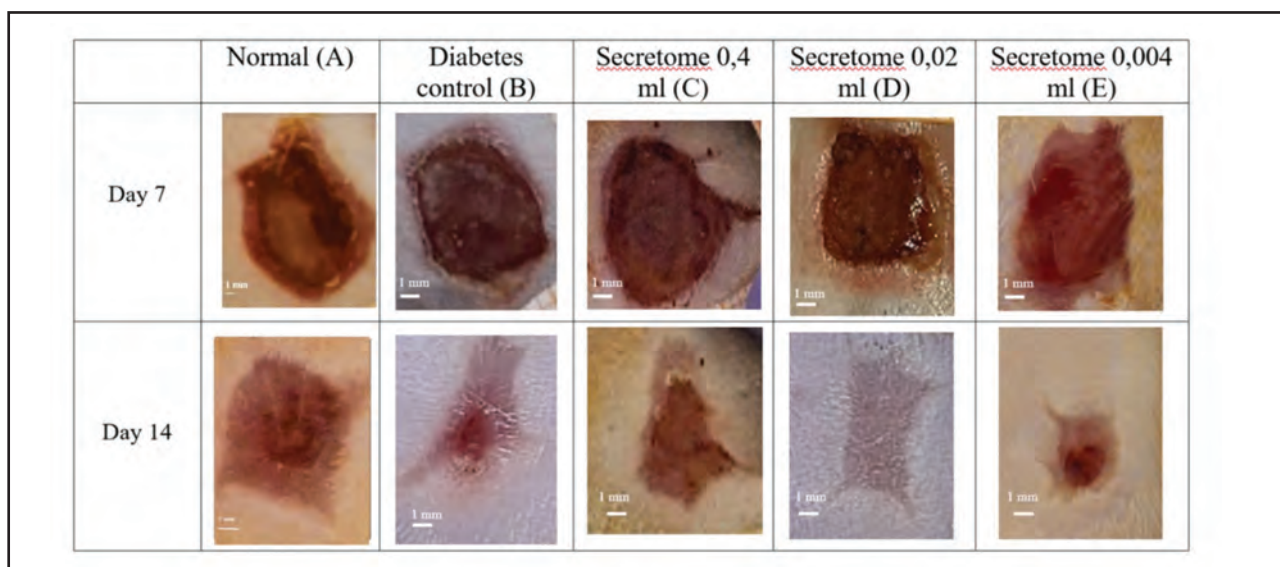 Normal (A)
Diabetes
control (B)
Secretome 0,4
ml (C)
Secretome 0,02
ml (D)
Secretome 0,004
ml (E)
Day 7
1 mm
1 mm
1 mm
1 mm
1 mm
Day 14
1 mm
1 mm
1 mm
1 mm